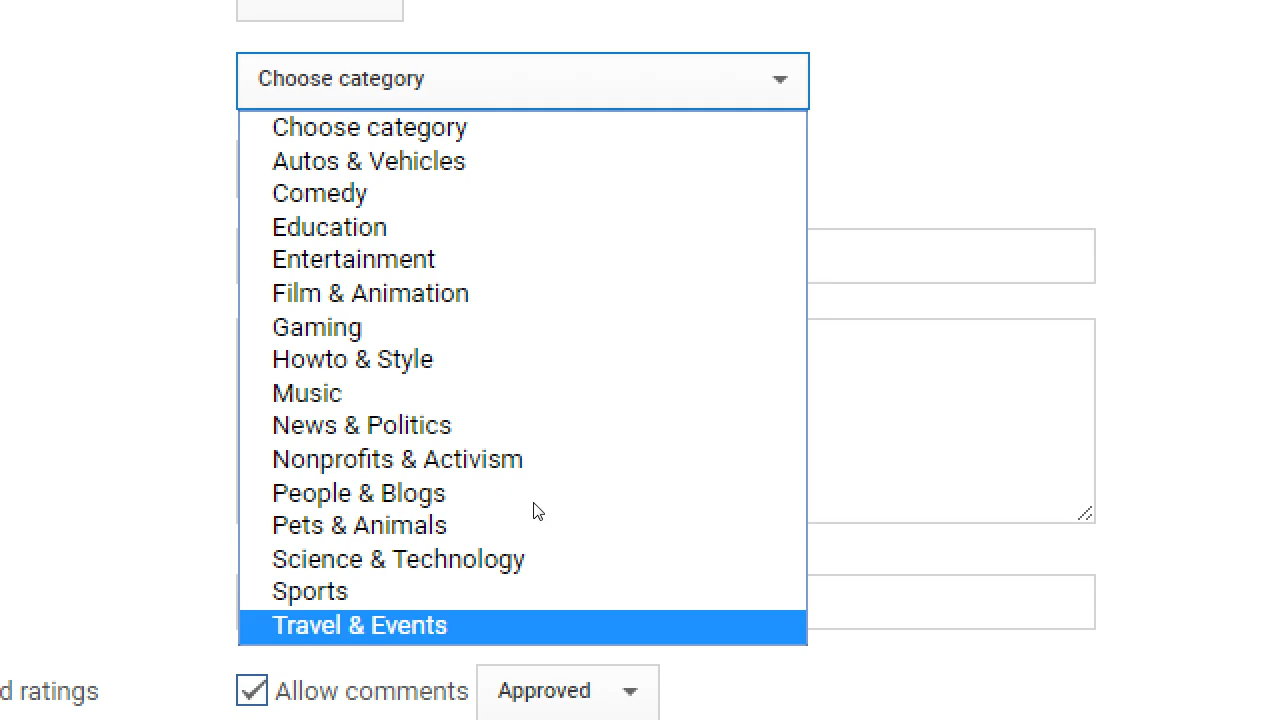 Choose category
Choose category
Autos & Vehicles
Comedy
Education
Entertainment
Film & Animation
Gaming
Howto & Style
Music
News & Politics
Nonprofits & Activism
People & Blogs
Pets & Animals
Science & Technology
Sports
Travel & Events
d ratings Allow comments Approved